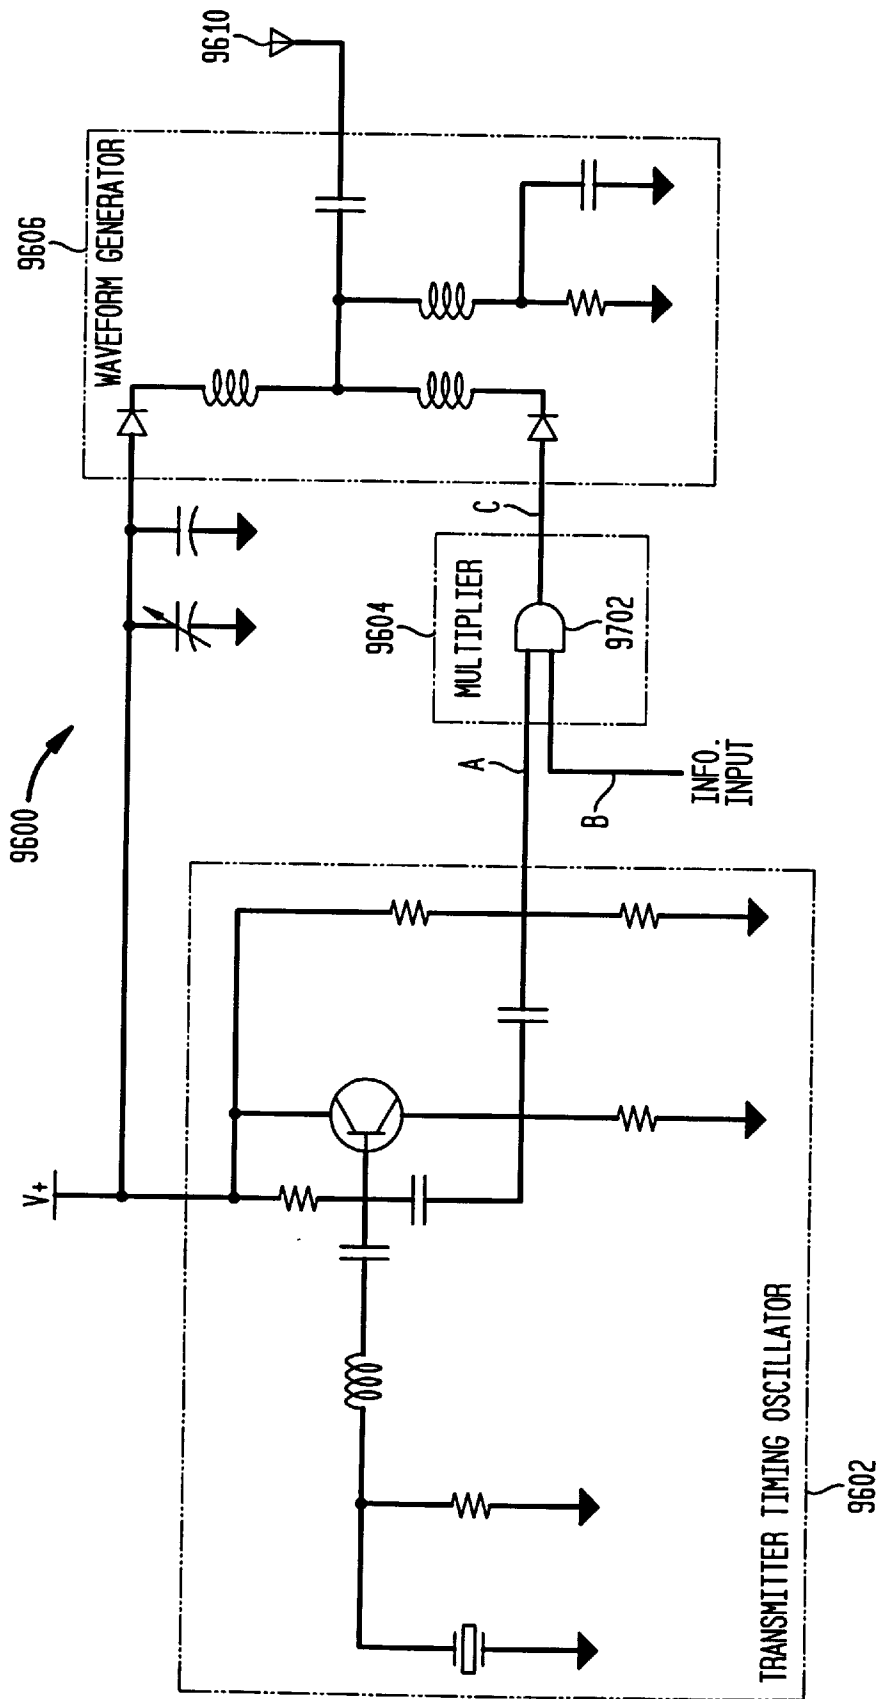 9600
V+
TRANSMITTER TIMING OSCILLATOR
9602
A
B
INFO.
INPUT
9604
MULTIPLIER
9702
C
9606
WAVEFORM GENERATOR
9610